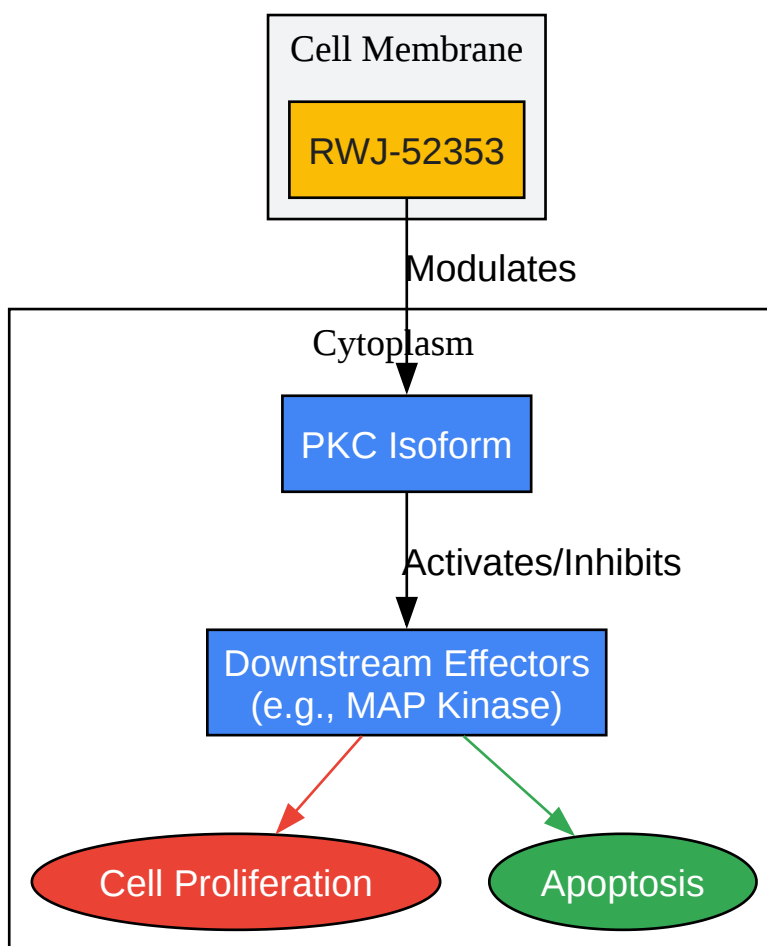 Cell Membrane
RWJ-52353
Modulates
Cytoplasm
PKC Isoform
Activates/Inhibits
Downstream Effectors
(e.g., MAP Kinase)
Cell Proliferation
Apoptosis